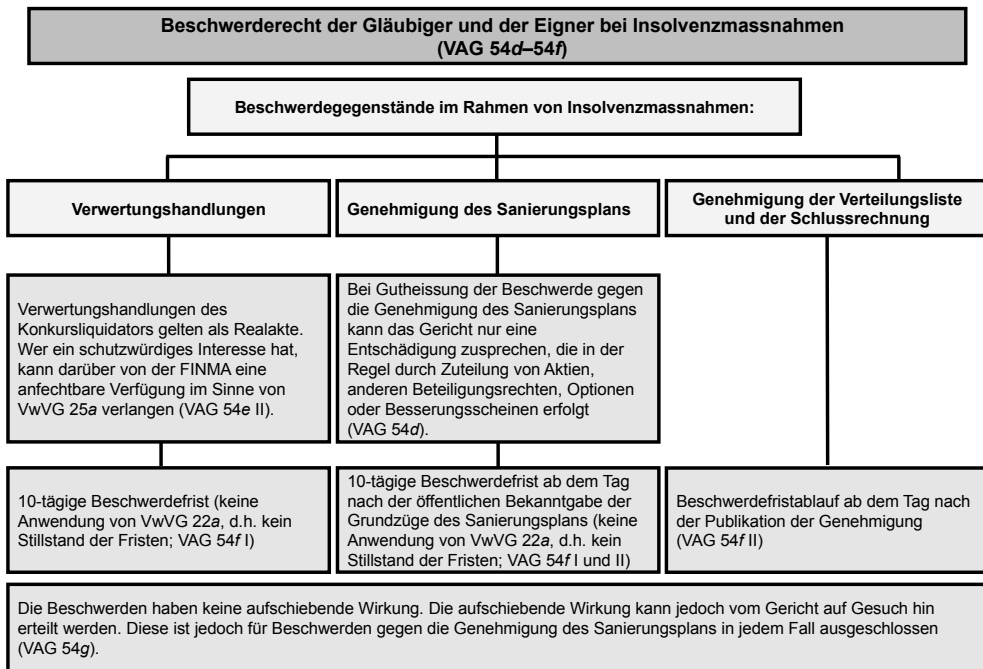 Beschwerderecht der Gläubiger und der Eigner bei Insolvenzmassnahmen
(VAG 54d–54f)
Beschwerdegegenstände im Rahmen von Insolvenzmassnahmen:
Verwertungshandlungen
Genehmigung des Sanierungsplans
Genehmigung der Verteilungsliste
und der Schlussrechnung
Verwertungshandlungen des
Konkursliquidators gelten als Realakte.
Wer ein schutzwürdiges Interesse hat,
kann darüber von der FINMA eine
anfechtbare Verfügung im Sinne von
VwVG 25a verlangen (VAG 54e II).
Bei Gutheissung der Beschwerde gegen
die Genehmigung des Sanierungsplans
kann das Gericht nur eine
Entschädigung zusprechen, die in der
Regel durch Zuteilung von Aktien,
anderen Beteiligungsrechten, Optionen
oder Besserungsscheinen erfolgt
(VAG 54d).
10-tägige Beschwerdefrist (keine
Anwendung von VwVG 22a, d.h. kein
Stillstand der Fristen; VAG 54f I)
10-tägige Beschwerdefrist ab dem Tag
nach der öffentlichen Bekanntgabe der
Grundzüge des Sanierungsplans (keine
Anwendung von VwVG 22a, d.h. kein
Stillstand der Fristen; VAG 54f I und II)
Beschwerdefristablauf ab dem Tag nach
der Publikation der Genehmigung
(VAG 54f II)
Die Beschwerden haben keine aufschiebende Wirkung. Die aufschiebende Wirkung kann jedoch vom Gericht auf Gesuch hin
erteilt werden. Diese ist jedoch für Beschwerden gegen die Genehmigung des Sanierungsplans in jedem Fall ausgeschlossen
(VAG 54g).